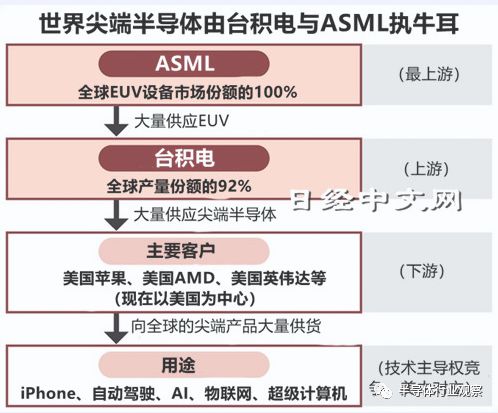 世界尖端半导体由台积电与ASML执牛耳
ASML
全球EUV设备市场份额的100%
(最上游)
大量供应EUV
台积电
全球产量份额的92%
(上游)
大量供应尖端半导体
日经中文网
主要客户
美国苹果、美国AMD、美国英伟达等
(现在以美国为中心)
(下游)
向全球的尖端产品大量供货
用途
iPhone、自动驾驶、AI、物联网、超级计算机
(技术主导权竞
半导体行业观察